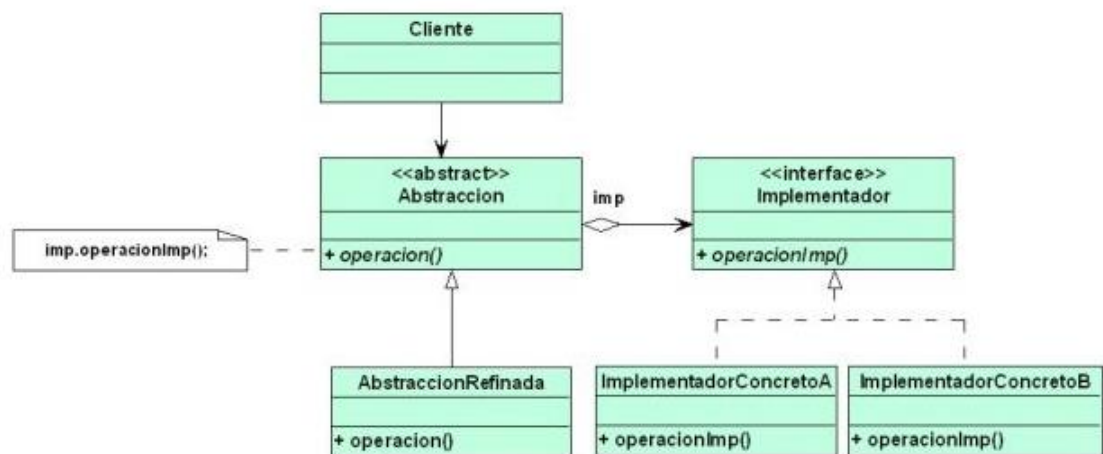 Cliente
<<abstract>>
Abstraccion
+ operacion()
imp
<<interface>>
Implementador
+ operacionImp()
imp.operacionImp();
AbstraccionRefinada
+ operacion()
ImplementadorConcretoA
+ operacionImp()
ImplementadorConcretoB
+ operacionImp()